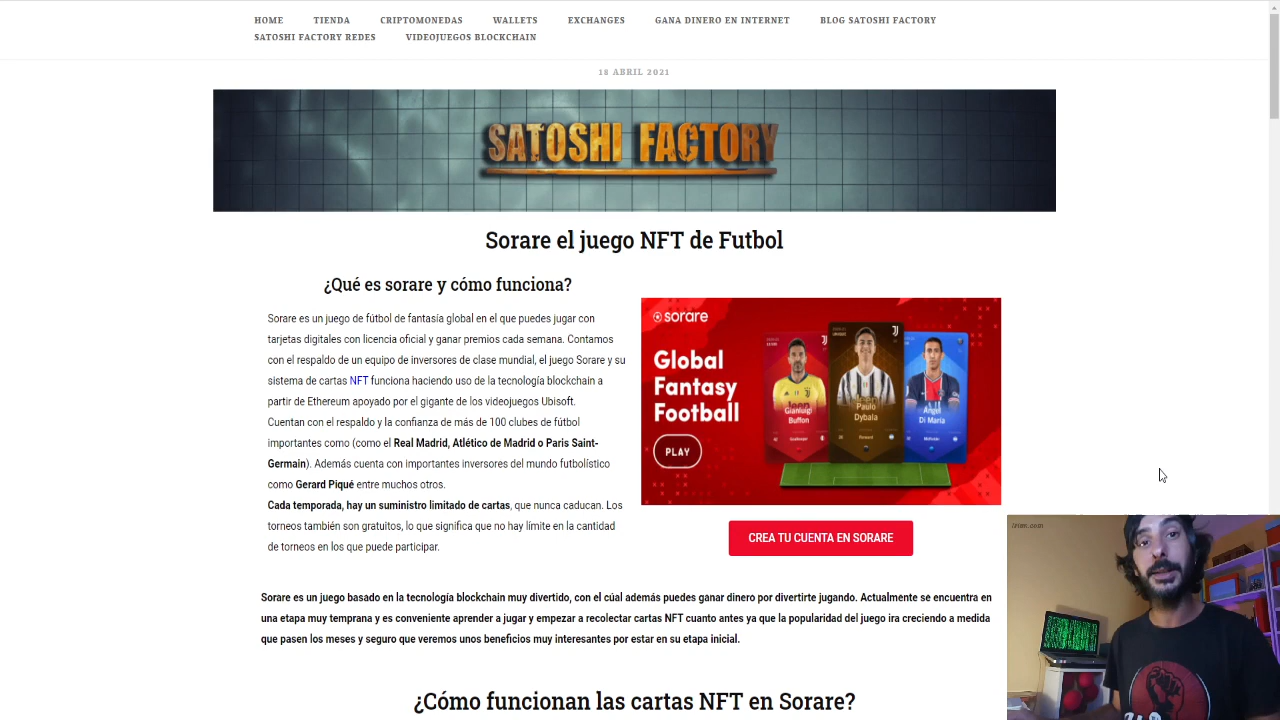 HOME TIENDA CRIPTOMONEDAS WALLETS EXCHANGES GANA DINERO EN INTERNET BLOG SATOSHI FACTORY
SATOSHI FACTORY REDES VIDEOJUEGOS BLOCKCHAIN
18 ABRIL 2021
SATOSHI FACTORY
Sorare el juego NFT de Futbol
¿Qué es sorare y cómo funciona?
Sorare es un juego de fútbol de fantasía global en el que puedes jugar con
tarjetas digitales con licencia oficial y ganar premios cada semana. Contamos
con el respaldo de un equipo de inversores de clase mundial, el juego Sorare y su
sistema de cartas NFT funciona haciendo uso de la tecnología blockchain a
partir de Ethereum apoyado por el gigante de los videojuegos Ubisoft.
Cuentan con el respaldo y la confianza de más de 100 clubes de fútbol
importantes como (como el Real Madrid, Atlético de Madrid o Paris Saint-
Germain). Además cuenta con importantes inversores del mundo futbolístico
como Gerard Piqué entre muchos otros.
Cada temporada, hay un suministro limitado de cartas, que nunca caducan. Los
torneos también son gratuitos, lo que significa que no hay límite en la cantidad
de torneos en los que puede participar.
sorare
Global
Fantasy
Football
PLAY
Gianluigi
Buffon
Goalkeeper
Paulo
Dybala
Forward
Jeep
Angel
Di Maria
CREA TU CUENTA EN SORARE
Sorare es un juego basado en la tecnología blockchain muy divertido, con el cúal además puedes ganar dinero por divertirte jugando. Actualmente se encuentra en
una etapa muy temprana y es conveniente aprender a jugar y empezar a recolectar cartas NFT cuanto antes ya que la popularidad del juego ira creciendo a medida
que pasen los meses y seguro que veremos unos beneficios muy interesantes por estar en su etapa inicial.
¿Cómo funcionan las cartas NFT en Sorare?